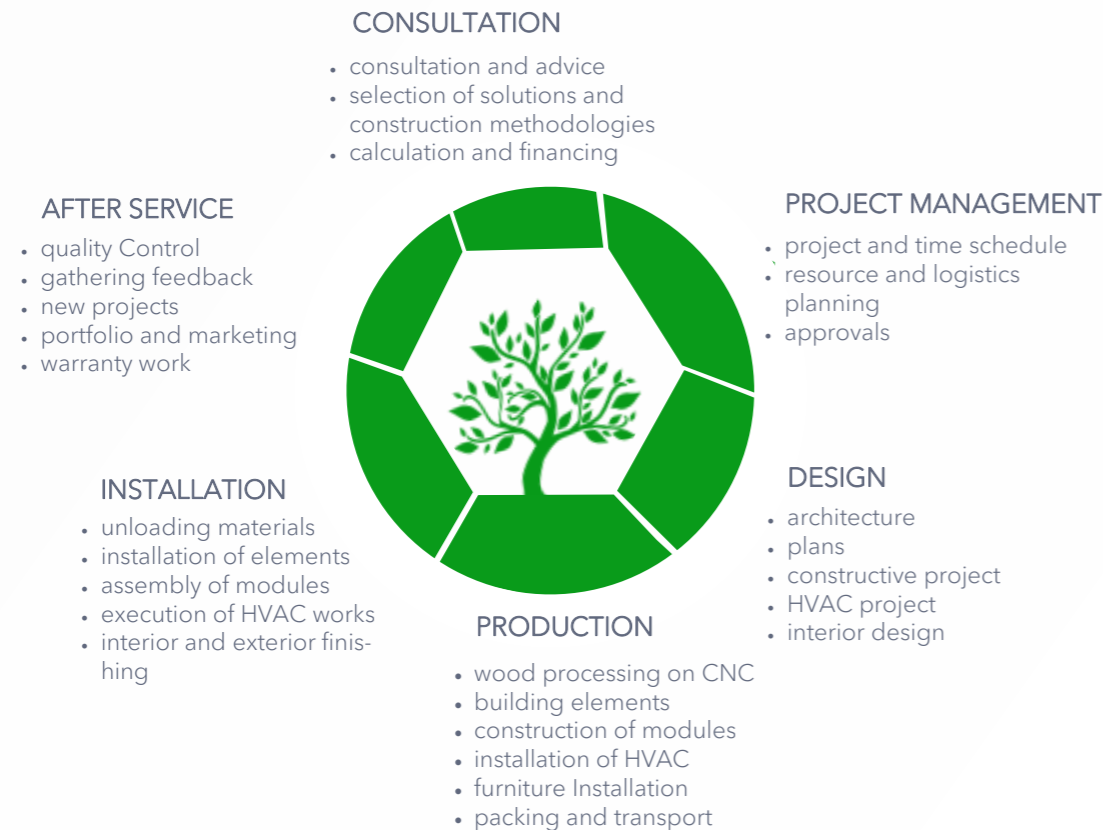 CONSULTATION
• consultation and advice
• selection of solutions and
construction methodologies
• calculation and financing
PROJECT MANAGEMENT
• project and time schedule
• resource and logistics
planning
• approvals
DESIGN
• architecture
• plans
• constructive project
• HVAC project
• interior design
PRODUCTION
• wood processing on CNC
• building elements
• construction of modules
• installation of HVAC
• furniture Installation
• packing and transport
INSTALLATION
• unloading materials
• installation of elements
• assembly of modules
• execution of HVAC works
• interior and exterior finis-
hing
AFTER SERVICE
• quality Control
• gathering feedback
• new projects
• portfolio and marketing
• warranty work